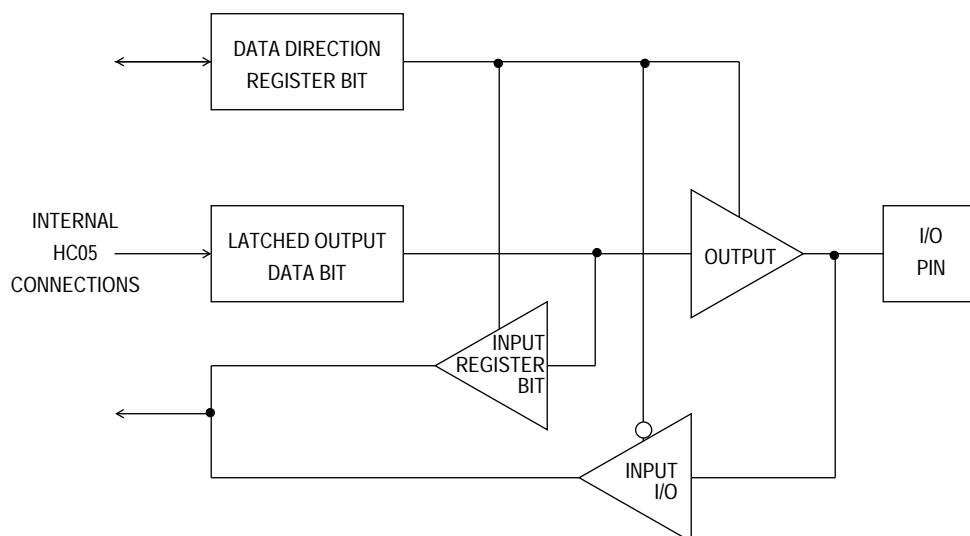 DATA DIRECTION
REGISTER BIT
INTERNAL
HC05
CONNECTIONS
LATCHED OUTPUT
DATA BIT
OUTPUT
I/O
PIN
INPUT
REGISTER
BIT
INPUT
I/O